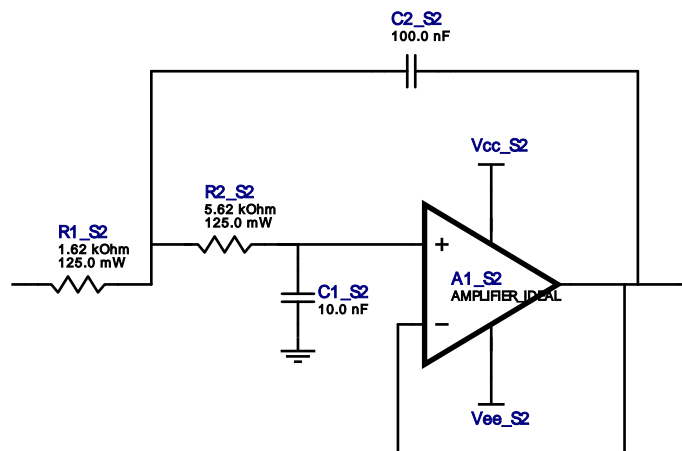 C2_S2
100.0 nF
Vcc_S2
R2_S2
5.62 kOhm
125.0 mW
R1_S2
1.62 kOhm
125.0 mW
+
A1_S2
AMPLIFIER_IDEAL
C1_S2
10.0 nF
−
Vee_S2